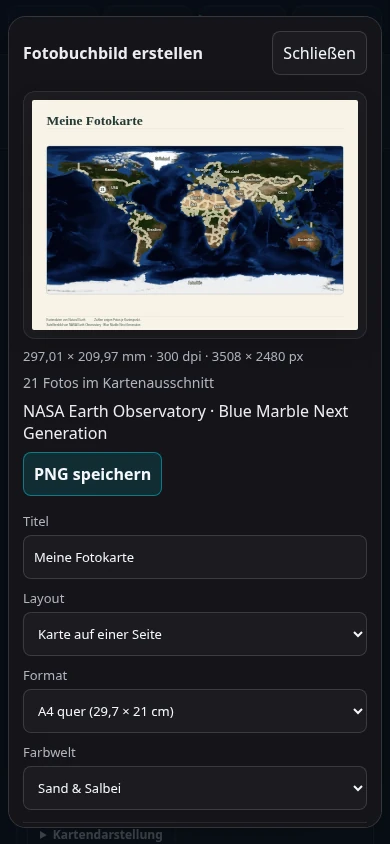 Fotobuchbild erstellen
Schließen
Meine Fotokarte
297,01 × 209,97 mm · 300 dpi · 3508 × 2480 px
21 Fotos im Kartenausschnitt
NASA Earth Observatory · Blue Marble Next
Generation
PNG speichern
Titel
Meine Fotokarte
Layout
Karte auf einer Seite
Format
A4 quer (29,7 × 21 cm)
Farbwelt
Sand & Salbei
▶ Kartendarstellung